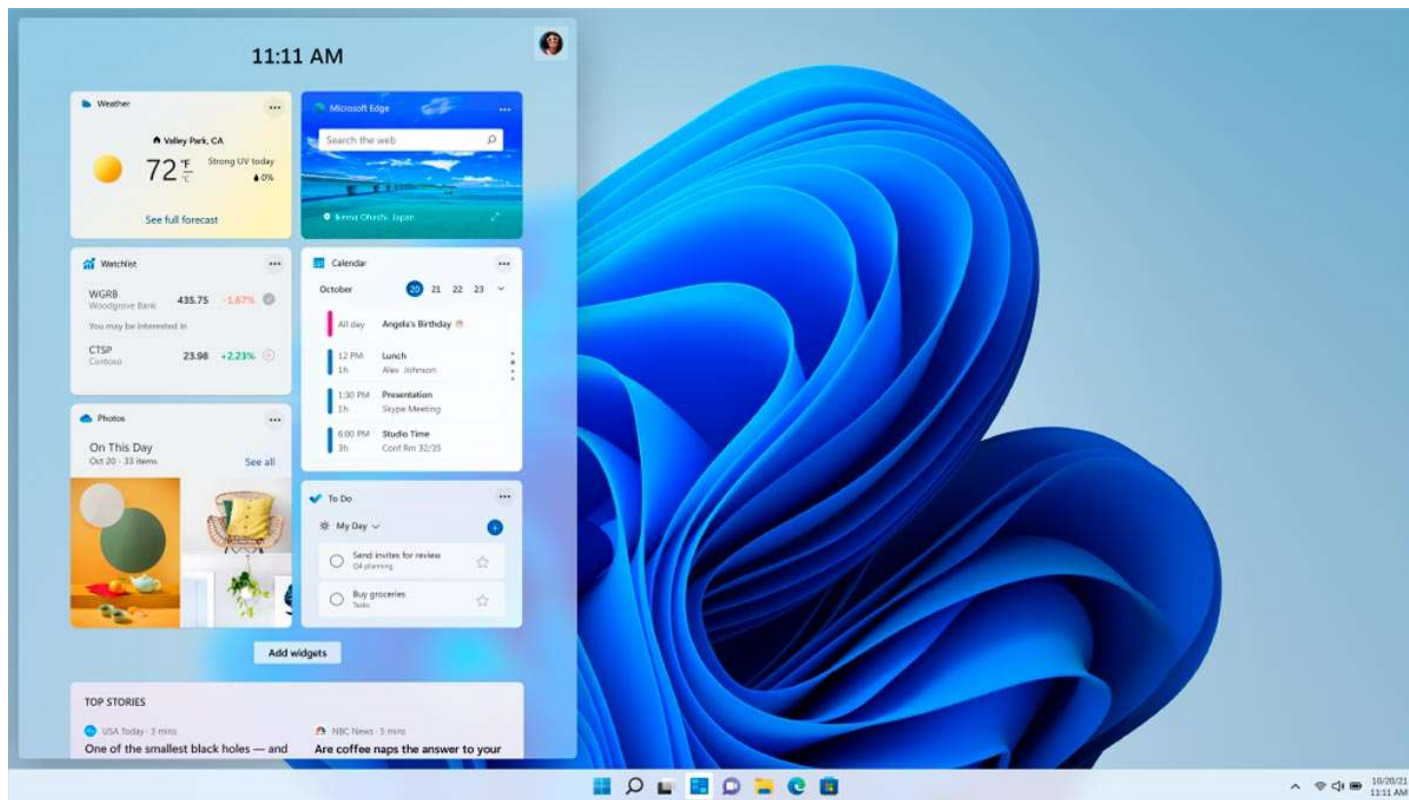 11:11 AM
Weather
Valley Park, CA
72 °F
°C
Strong UV today
0%
See full forecast
Microsoft Edge
Search the web
Ikema Ohashi, Japan
Watchlist
WGRB
Woodgrove Bank
435.75 -1.67%
You may be interested in
CTSP
Contoso
23.98 +2.23%
Calendar
October 20 21 22 23
All day Angela's Birthday
12 PM Lunch
1h Alex Johnson
1:30 PM Presentation
1h Skype Meeting
6:00 PM Studio Time
3h Conf Rm 32/35
Photos
On This Day
Oct 20 · 33 items
See all
To Do
My Day
Send invites for review
Q4 planning
Buy groceries
Tasks
Add widgets
TOP STORIES
USA Today · 3 mins
One of the smallest black holes — and
NBC News · 5 mins
Are coffee naps the answer to your
10/20/21
11:11 AM